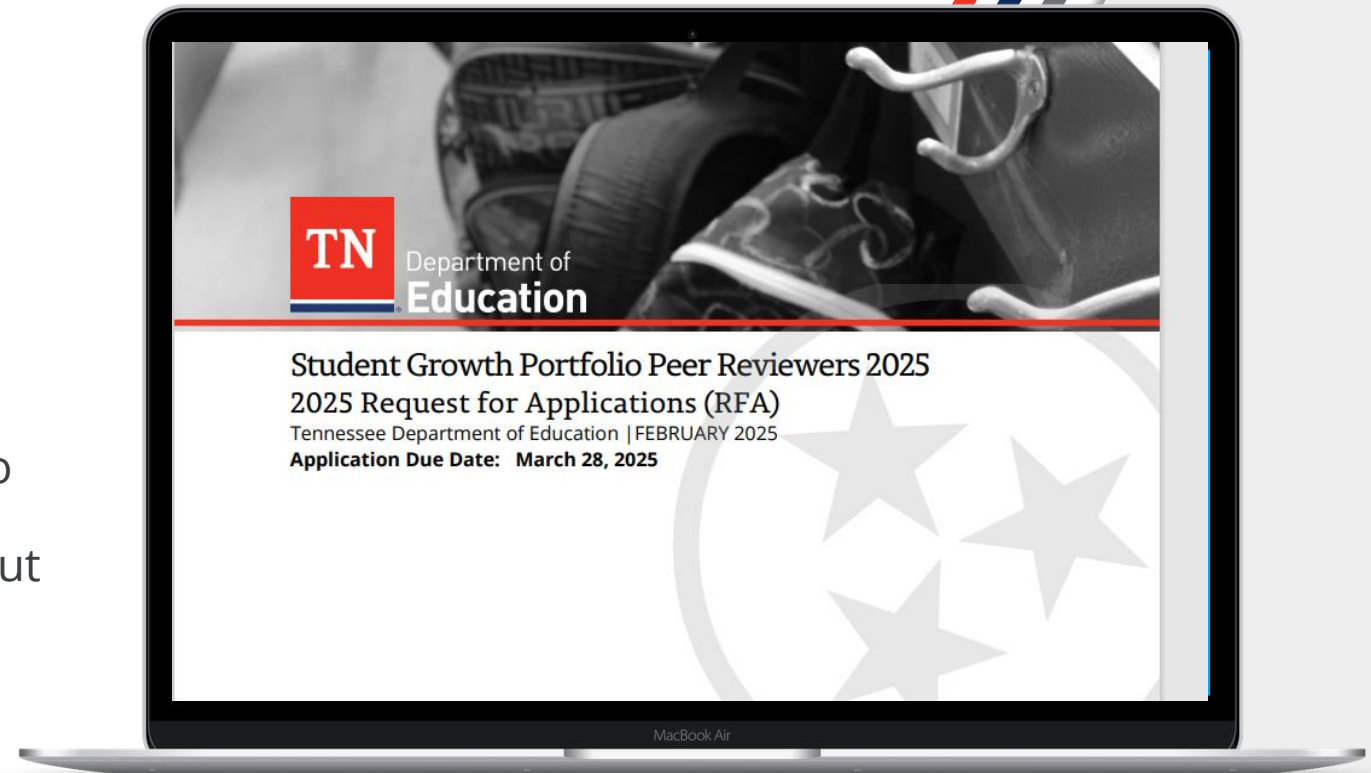 TN
Department of
Education
Student Growth Portfolio Peer Reviewers 2025
2025 Request for Applications (RFA)
Tennessee Department of Education |FEBRUARY 2025
Application Due Date: March 28, 2025
MacBook Air